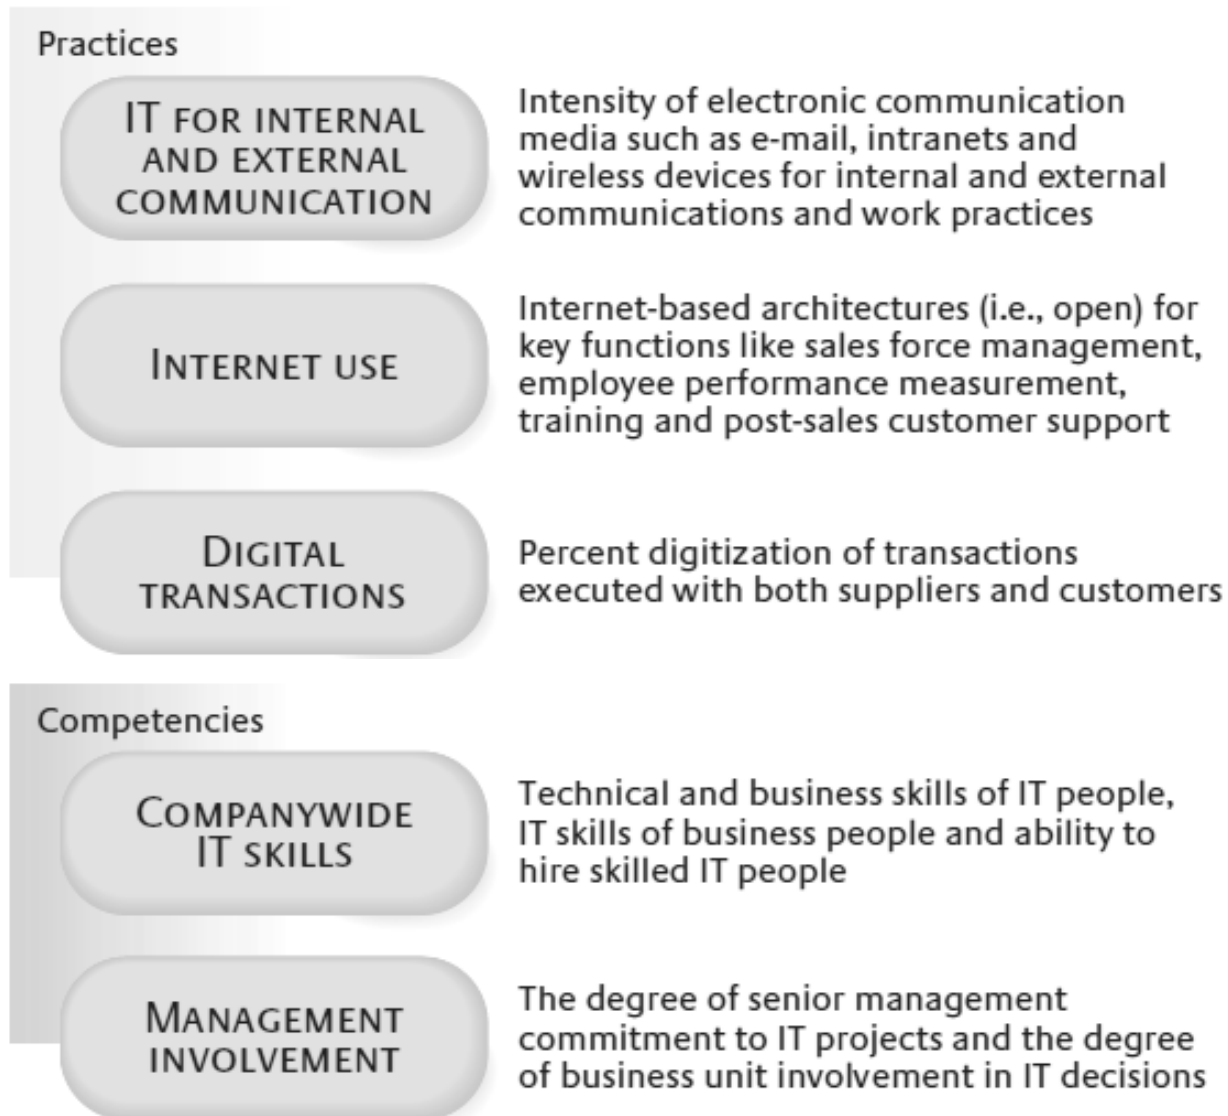 Practices
IT FOR INTERNAL
AND EXTERNAL
COMMUNICATION
Intensity of electronic communication
media such as e-mail, intranets and
wireless devices for internal and external
communications and work practices
INTERNET USE
Internet-based architectures (i.e., open) for
key functions like sales force management,
employee performance measurement,
training and post-sales customer support
DIGITAL
TRANSACTIONS
Percent digitization of transactions
executed with both suppliers and customers
Competencies
COMPANYWIDE
IT SKILLS
Technical and business skills of IT people,
IT skills of business people and ability to
hire skilled IT people
MANAGEMENT
INVOLVEMENT
The degree of senior management
commitment to IT projects and the degree
of business unit involvement in IT decisions